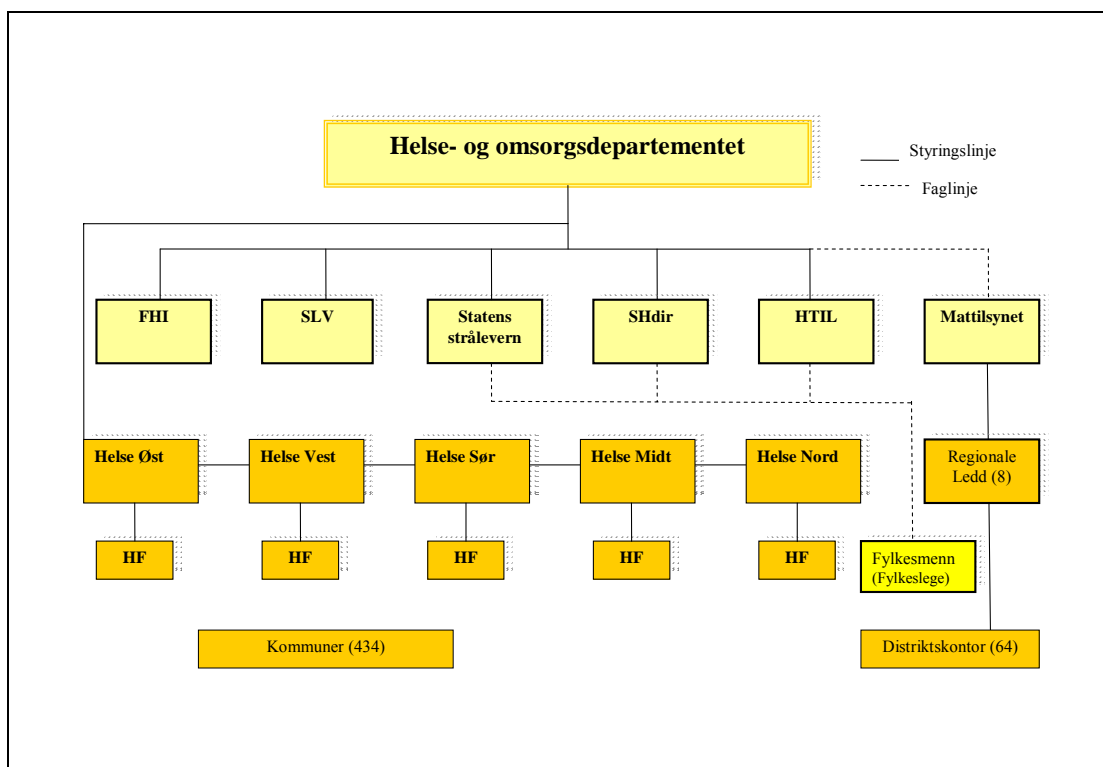 Helse- og omsorgsdepartementet
Styringslinje
Faglinje
FHI
SLV
Statens
strålevern
SHdir
HTIL
Mattilsynet
Helse Øst
Helse Vest
Helse Sør
Helse Midt
Helse Nord
Regionale
Ledd (8)
HF
HF
HF
HF
HF
Fylkesmenn
(Fylkeslege)
Kommuner (434)
Distriktskontor (64)